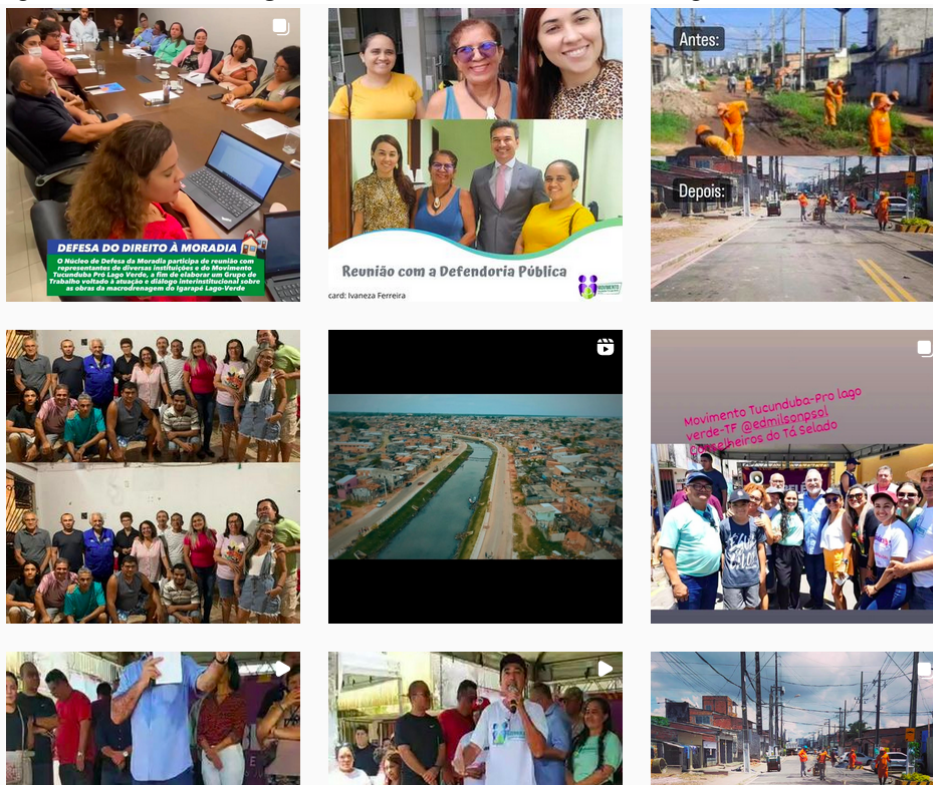 DEFESA DO DIREITO À MORADIA
O Núcleo de Defesa da Moradia participa de reunião com
representantes de diversas instituições e do Movimento
Tucunduba Pró Lago Verde, a fim de elaborar um Grupo de
Trabalho voltado à atuação e diálogo interinstitucional sobre
as obras da macrodrenagem do Igarapé Lago-Verde
Reunião com a Defendoria Pública
card: Ivaneza Ferreira
MOVIMENTO
Antes:
Depois:
Movimento Tucunduba-Pro lago
verde-TF @edmilsonpsol
Conselheiros do Tá Selado